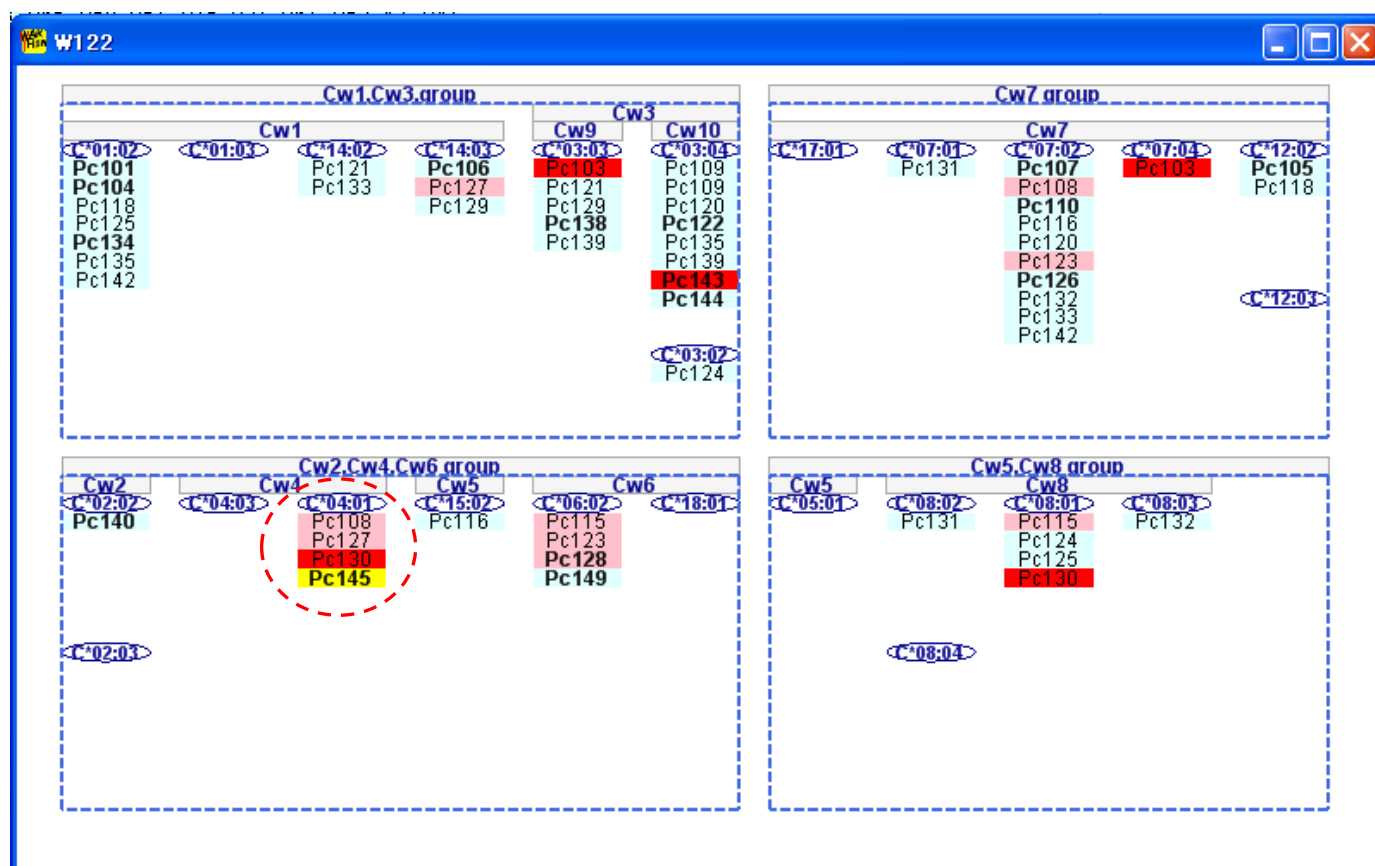 W122
Cw1,Cw3,group
Cw3
Cw1
Cw9
Cw10
C*01:02
Pc101
Pc104
Pc118
Pc125
Pc134
Pc135
Pc142
C*01:03
C*14:02
Pc121
Pc133
C*14:03
Pc106
Pc127
Pc129
C*03:03
Pc103
Pc121
Pc129
Pc138
Pc139
C*03:04
Pc109
Pc109
Pc120
Pc122
Pc135
Pc139
Pc143
Pc144
C*03:02
Pc124
Cw7 group
Cw7
C*17:01
C*07:01
Pc131
C*07:02
Pc107
Pc108
Pc110
Pc116
Pc120
Pc123
Pc126
Pc132
Pc133
Pc142
C*07:04
Pc103
C*12:02
Pc105
Pc118
C*12:03
Cw2,Cw4,Cw6 group
Cw2
C*02:02
Pc140
C*02:03
Cw4
C*04:03
C*04:01
Pc108
Pc127
Pc130
Pc145
Cw5
C*15:02
Pc116
Cw6
C*06:02
Pc115
Pc123
Pc128
Pc149
C*18:01
Cw5,Cw8 group
Cw5
C*05:01
Cw8
C*08:02
Pc131
C*08:04
C*08:01
Pc115
Pc124
Pc125
Pc130
C*08:03
Pc132